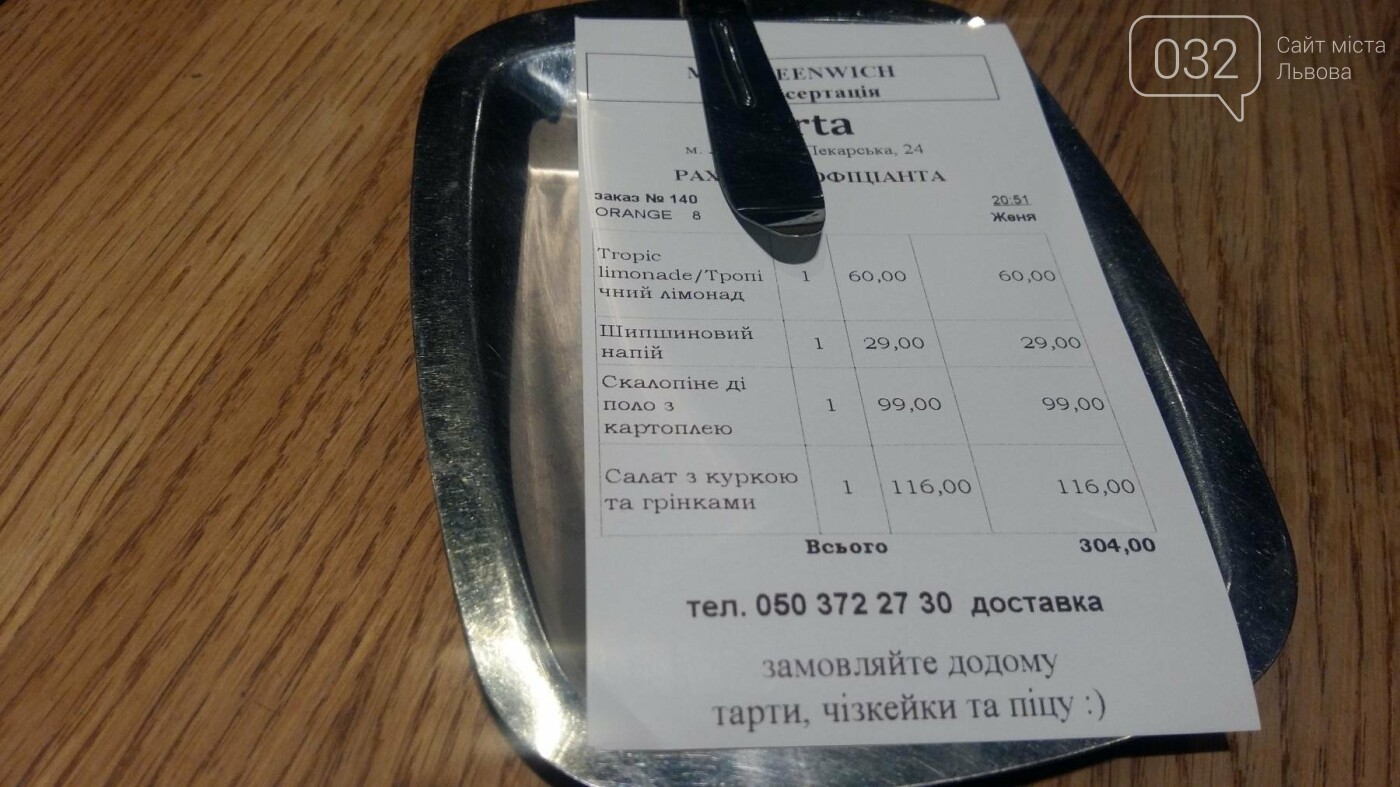 032
Сайт міста
Львова
заказ № 140
20:51
ORANGE 8
Женя
м. Пекарська, 24
Tropic
limonade/Тропі
чний лімонад
1 60,00 60,00
Шипшиновий
напій
1 29,00 29,00
Скалопіне ді
поло з
картоплею
1 99,00 99,00
Салат з куркою
та грінками
1 116,00 116,00
Всього 304,00
тел. 050 372 27 30 доставка
замовляйте додому
тарти, чізкейки та піцу :)